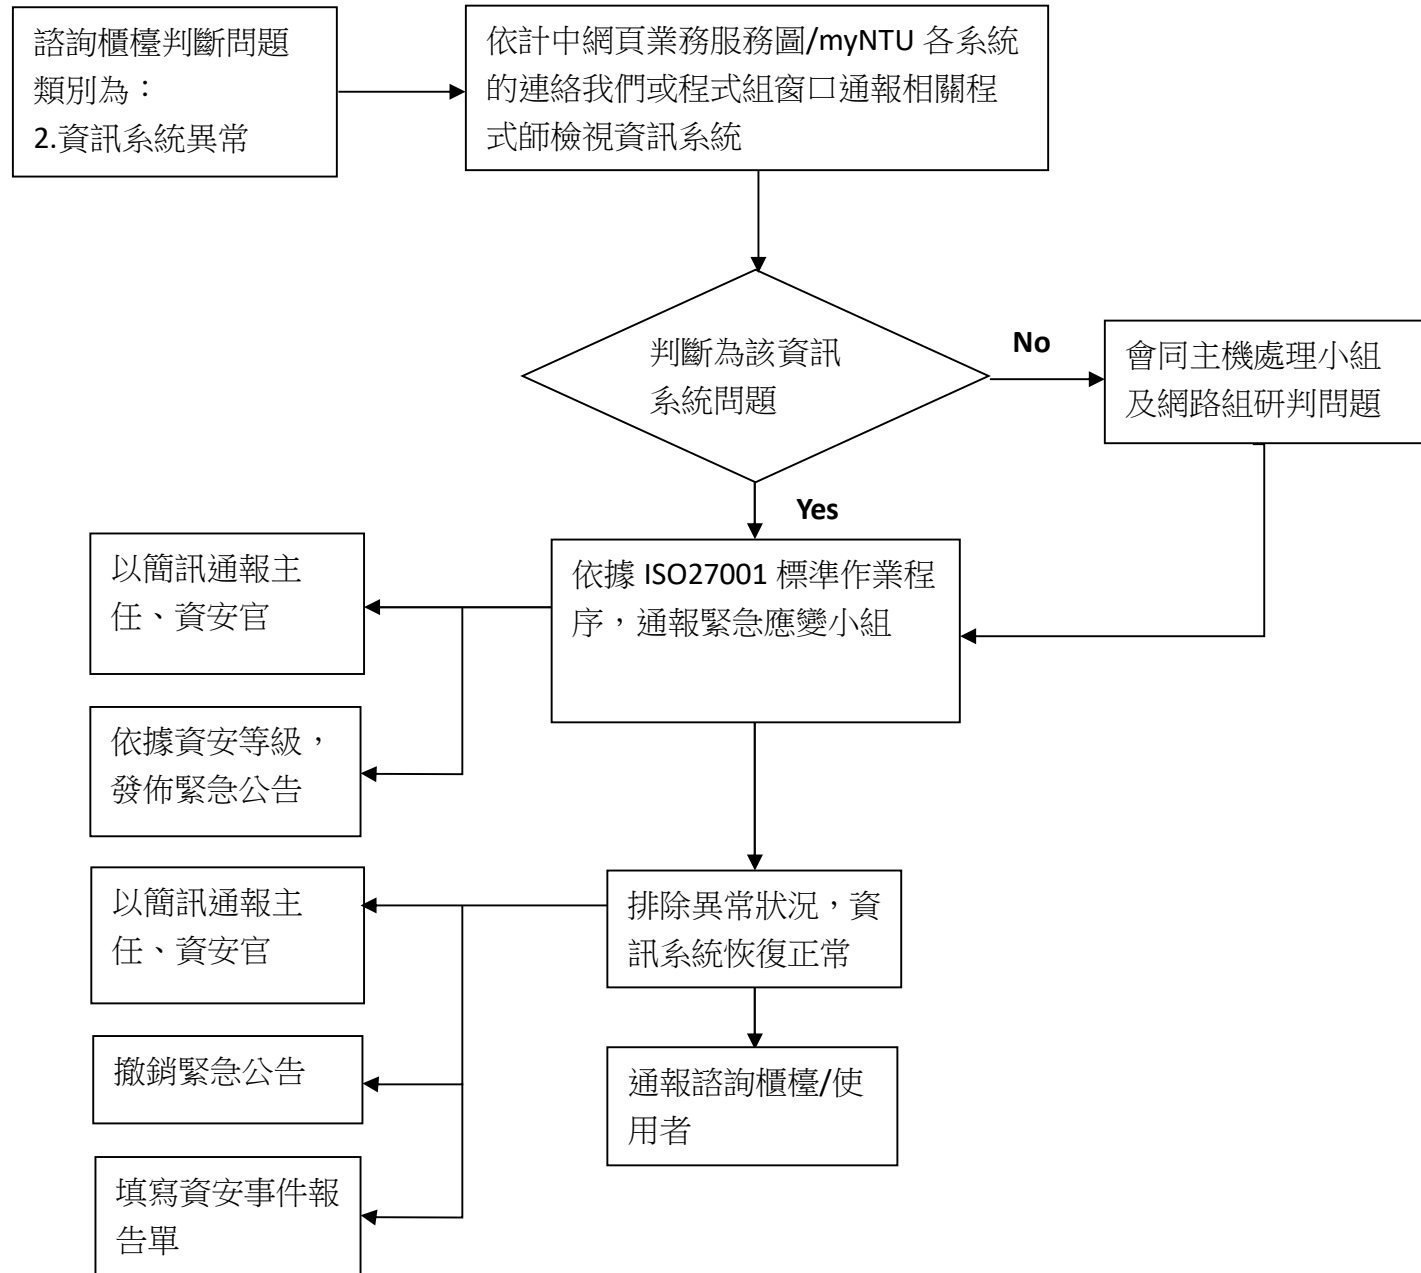 諮詢櫃檯判斷問題
類別為：
2.資訊系統異常
依計中網頁業務服務圖/myNTU 各系統
的連絡我們或程式組窗口通報相關程
式師檢視資訊系統
判斷為該資訊
系統問題
No
會同主機處理小組
及網路組研判問題
Yes
依據 ISO27001 標準作業程
序，通報緊急應變小組
以簡訊通報主
任、資安官
依據資安等級，
發佈緊急公告
排除異常狀況，資
訊系統恢復正常
以簡訊通報主
任、資安官
撤銷緊急公告
填寫資安事件報
告單
通報諮詢櫃檯/使
用者